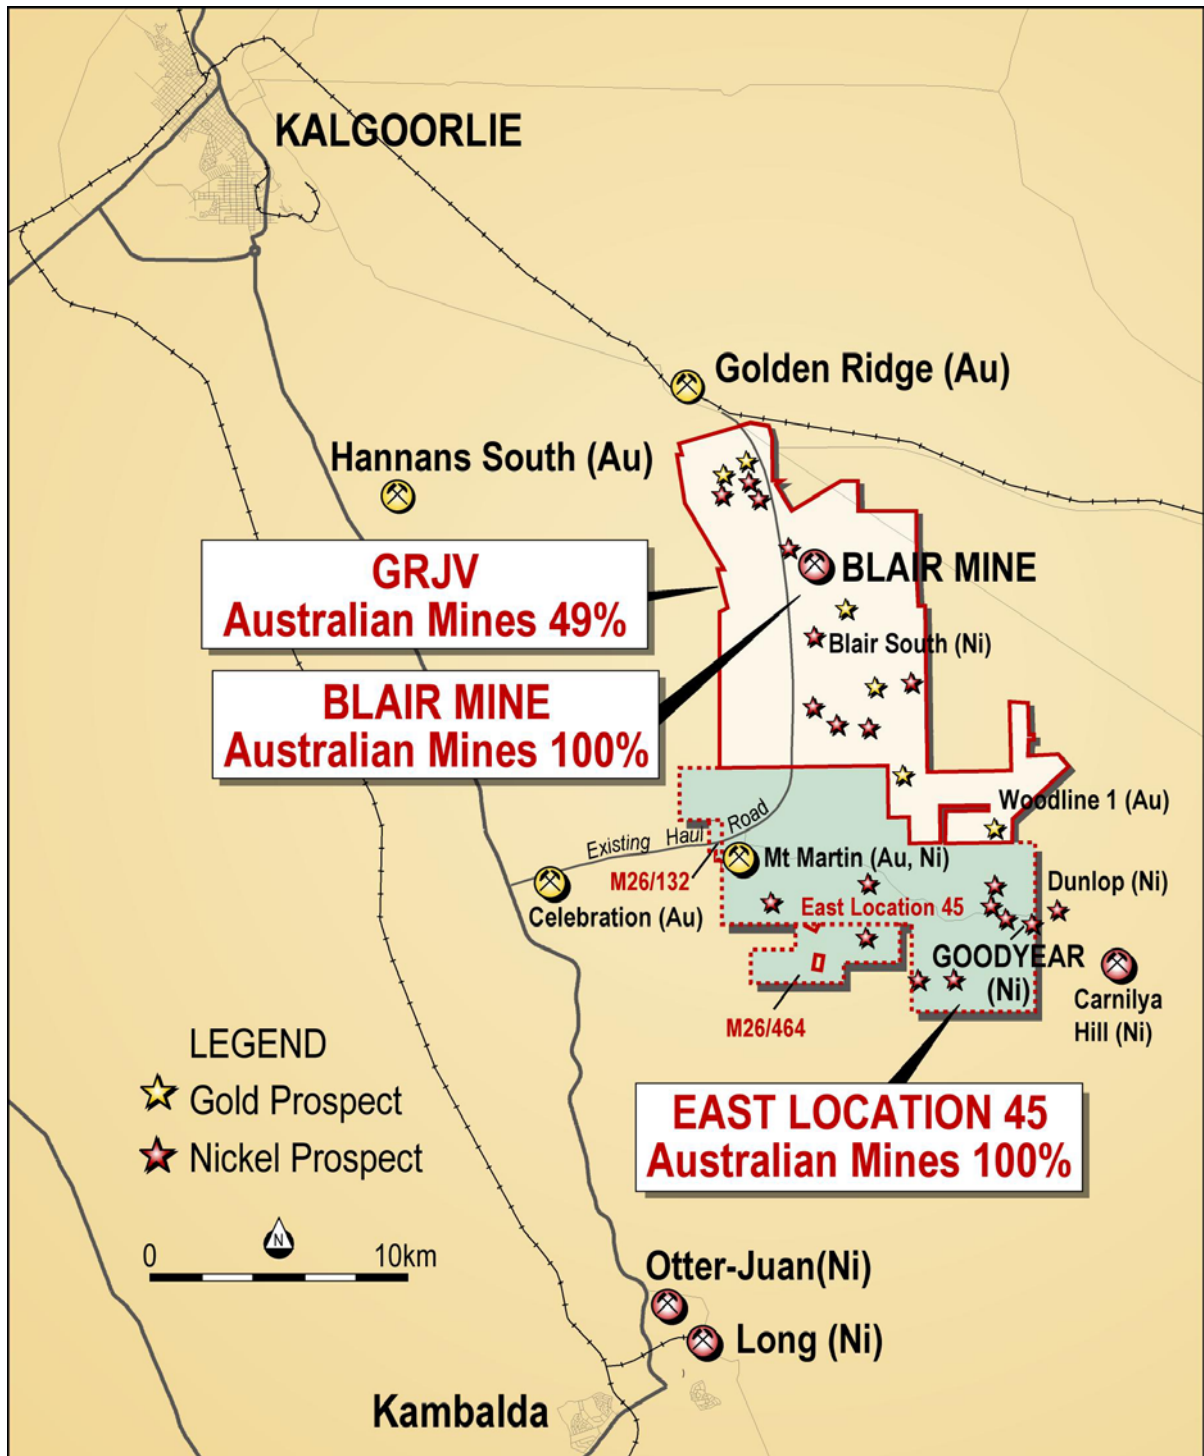 KALGOORLIE
Golden Ridge (Au)
Hannans South (Au)
GRJV
Australian Mines 49%
BLAIR MINE
Blair South (Ni)
BLAIR MINE
Australian Mines 100%
Woodline 1 (Au)
Existing Haul Road
Mt Martin (Au, Ni)
M26/132
Dunlop (Ni)
Celebration (Au)
East Location 45
GOODYEAR
(Ni)
Carnilya
Hill (Ni)
M26/464
LEGEND
Gold Prospect
Nickel Prospect
EAST LOCATION 45
Australian Mines 100%
N
0 10km
Otter-Juan(Ni)
Long (Ni)
Kambalda